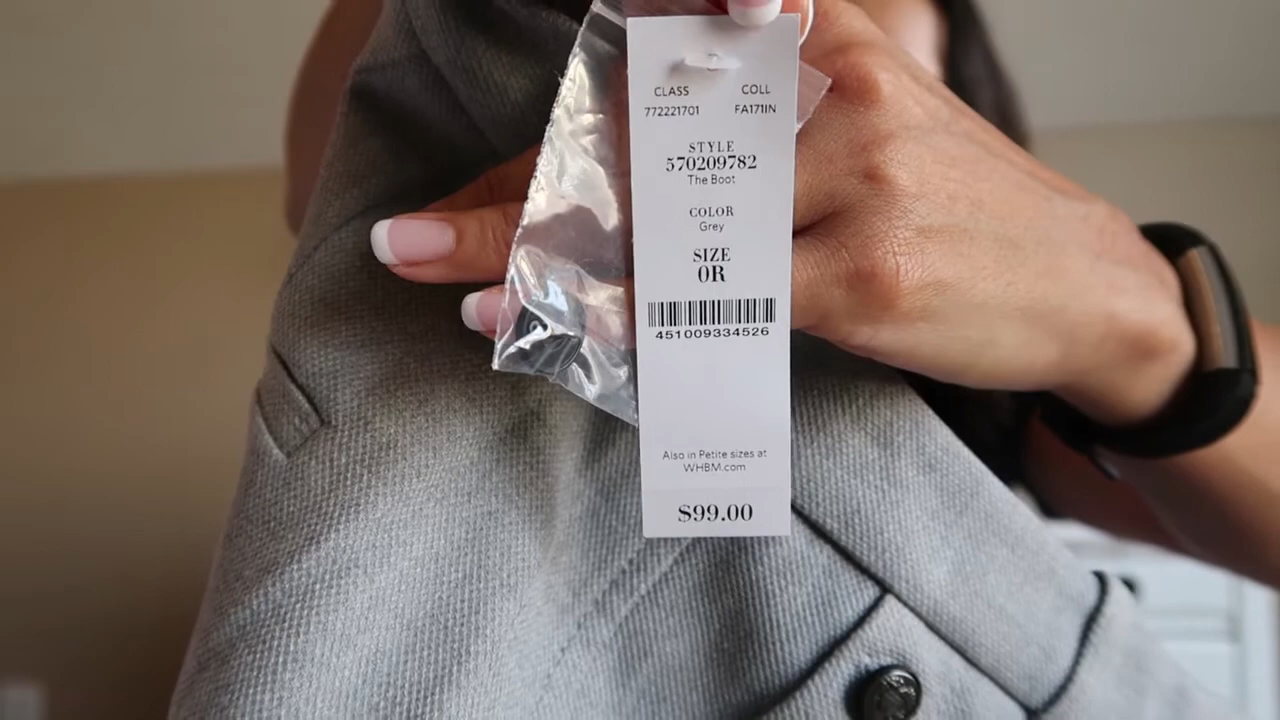 CLASS COLL
772221701 FA171IN
STYLE
570209782
The Boot
COLOR
Grey
SIZE
0R
451009334526
Also in Petite sizes at
WHBM.com
$99.00